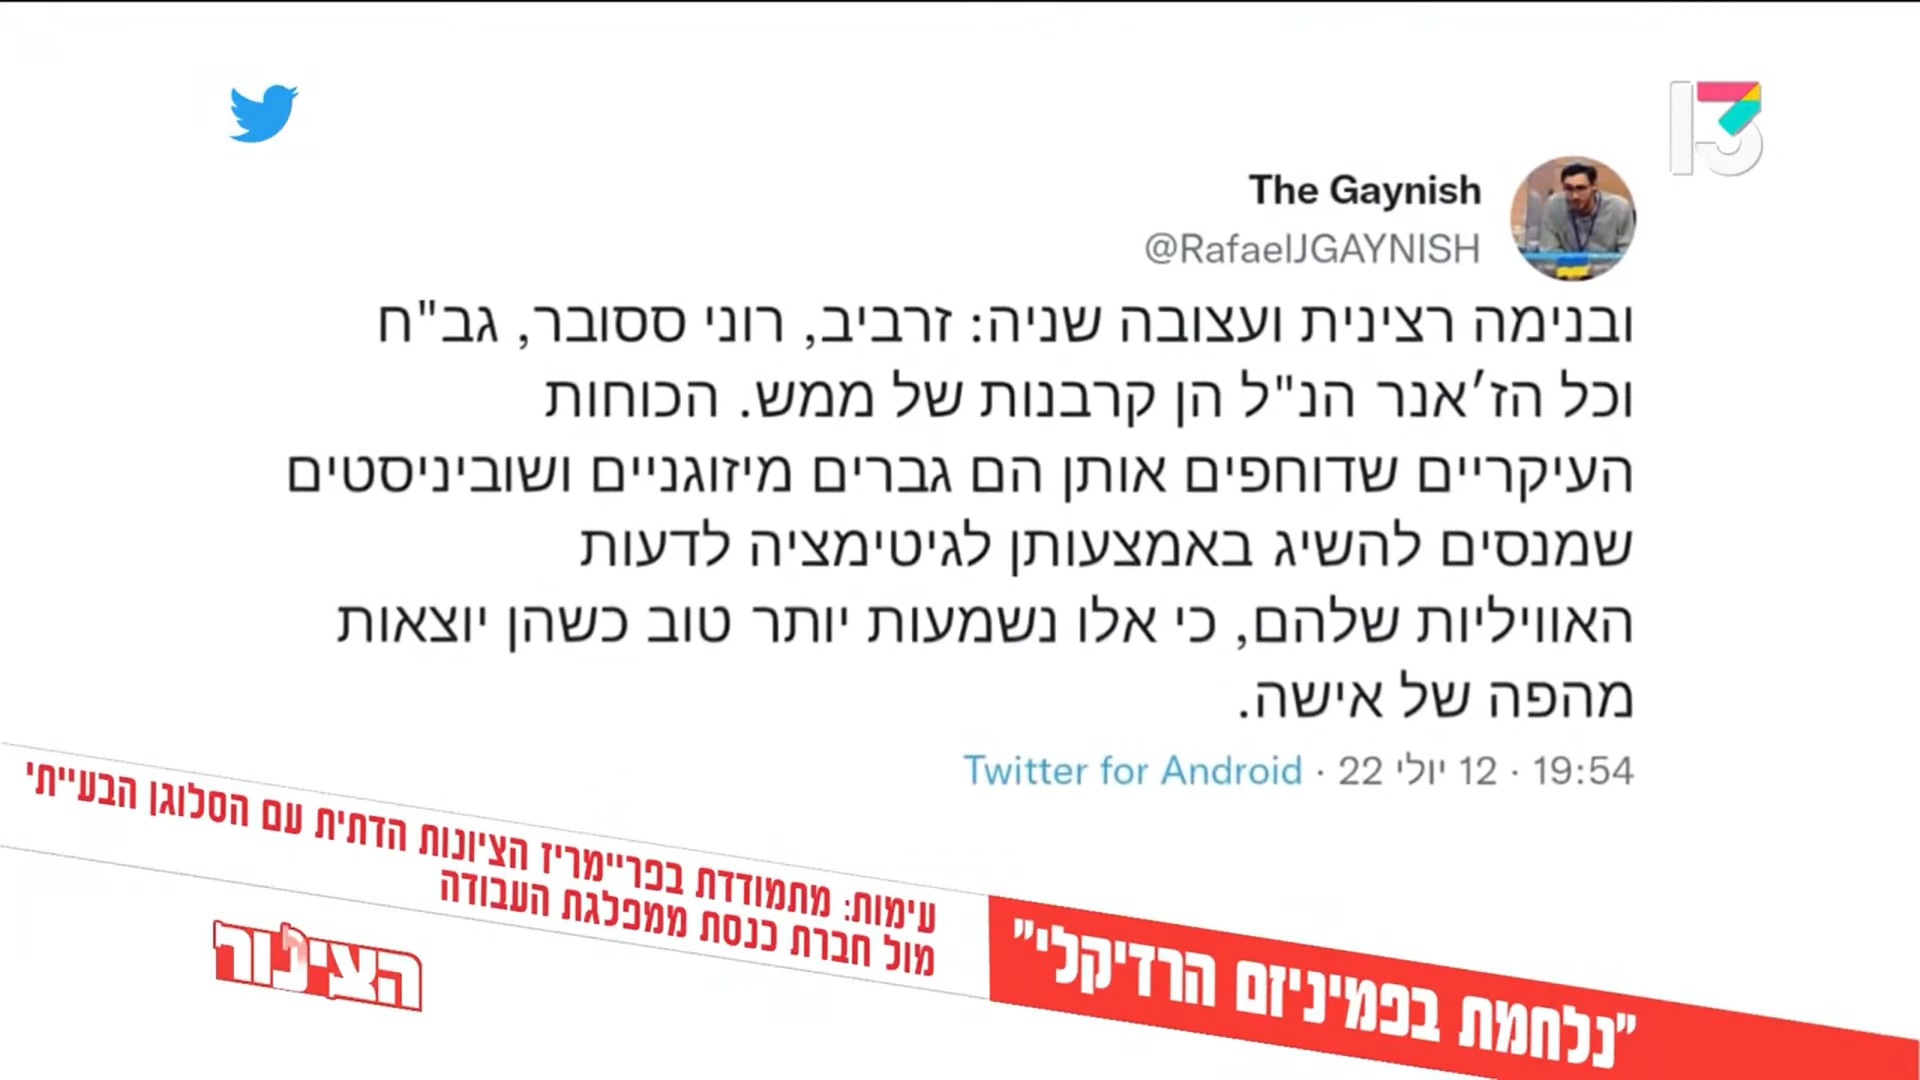 13
The Gaynish
@RafaelJGAYNISH
ובנימה רצינית ועצובה שניה: זרביב, רוני ססובר, גב"ח
וכל הז׳אנר הנ"ל הן קרבנות של ממש. הכוחות
העיקריים שדוחפים אותן הם גברים מיזוגניים ושוביניסטים
שמנסים להשיג באמצעותן לגיטימציה לדעות
האוויליות שלהם, כי אלו נשמעות יותר טוב כשהן יוצאות
מהפה של אישה.
19:54 · 12 יולי 22 · Twitter for Android
"נלחמת בפמיניזם הרדיקלי"
עימות: מתמודדת בפריימריז הציונות הדתית עם הסלוגן הבעייתי
מול חברת כנסת ממפלגת העבודה
הצינור